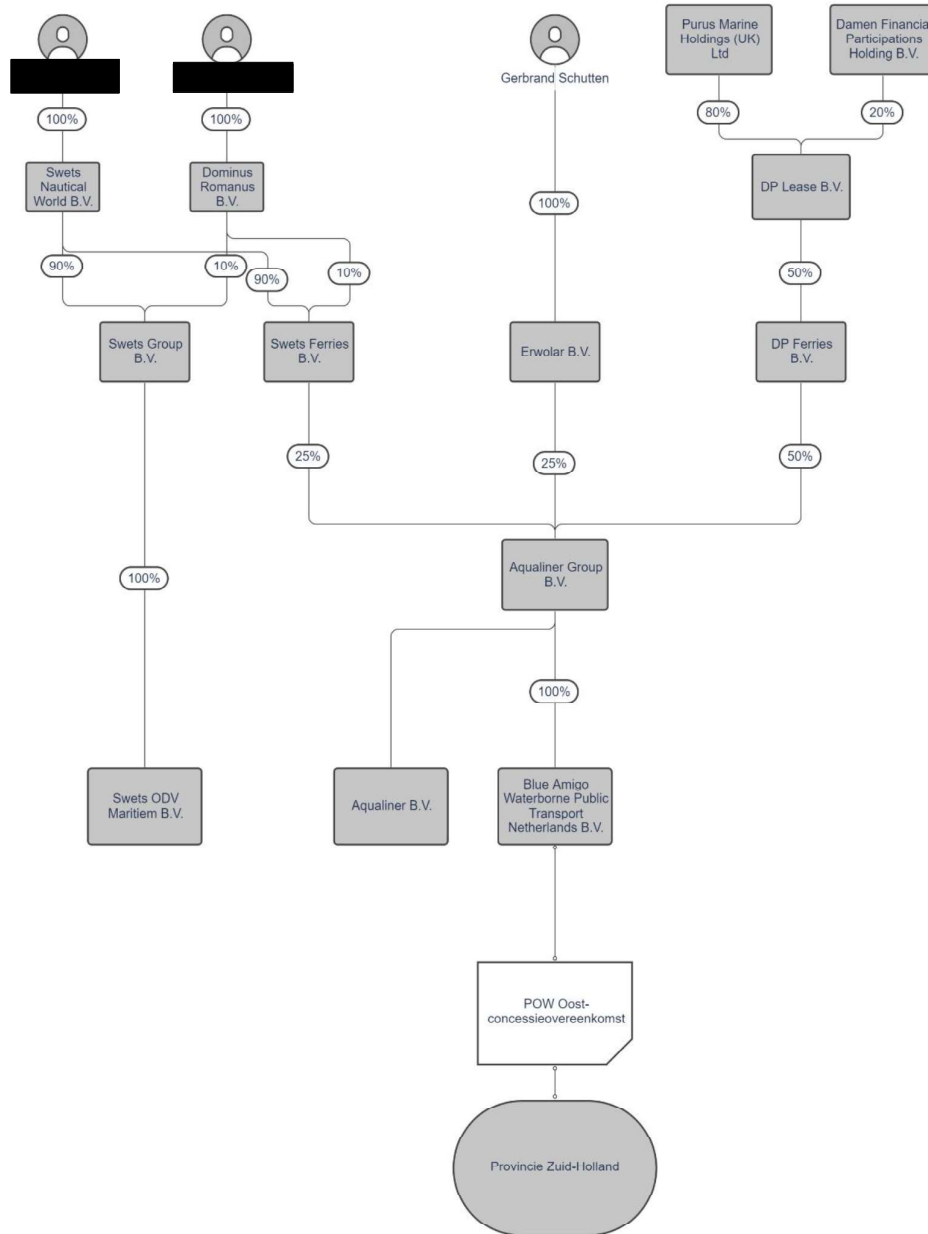 Purus Marine
Holdings (UK)
Ltd
Damen Financial
Participations
Holding B.V.
Gerbrand Schutten
100%
100%
80%
20%
Swets
Nautical
World B.V.
Dominus
Romanus
B.V.
DP Lease B.V.
100%
90%
10%
90%
10%
50%
Swets Group
B.V.
Swets Ferries
B.V.
Erwolar B.V.
DP Ferries
B.V.
25%
25%
50%
Aqualiner Group
B.V.
100%
100%
Swets ODV
Maritiem B.V.
Aqualiner B.V.
Blue Amigo
Waterborne Public
Transport
Netherlands B.V.
POW Oost-
concessieovereenkomst
Provincie Zuid-Holland